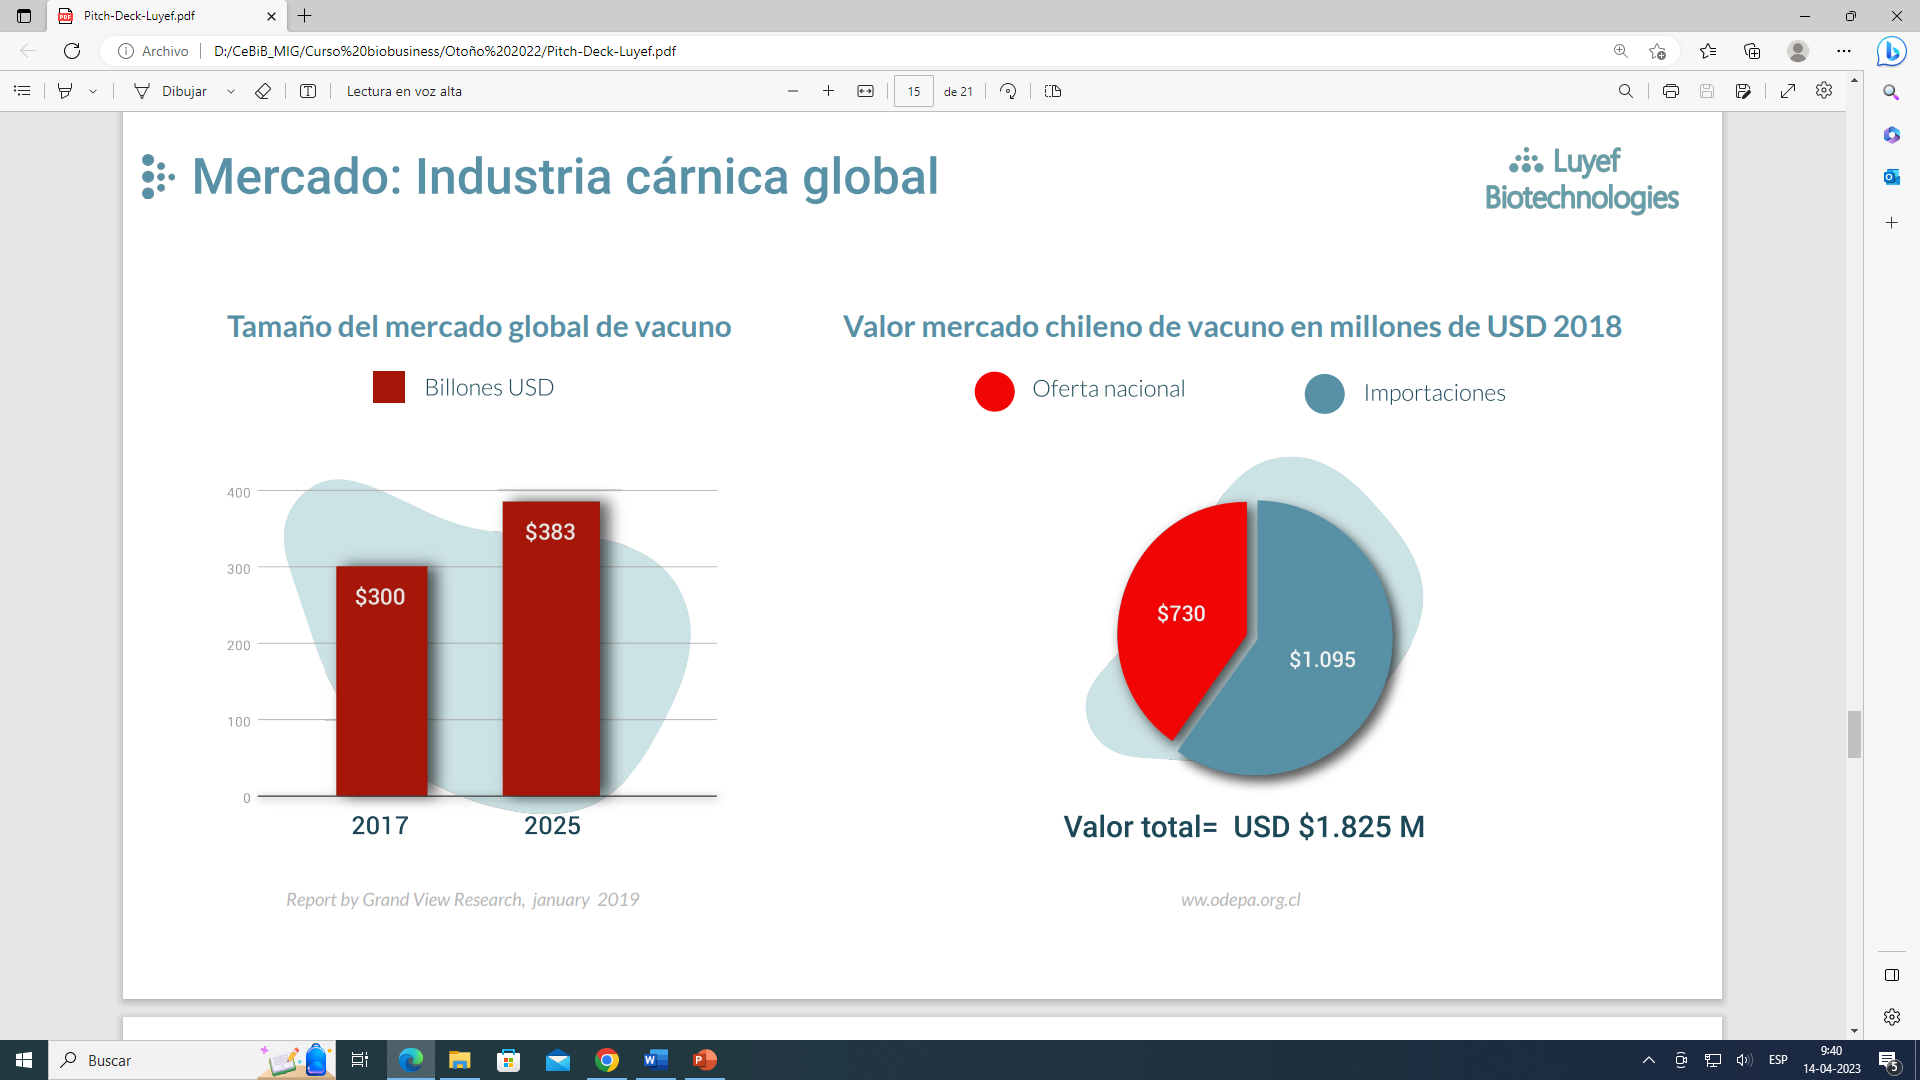 Pitch-Deck-Luyef.pdf
Archivo
D:/CeBiB_MIG/Curso%20biobusiness/Otoño%202022/Pitch-Deck-Luyef.pdf
Dibujar
Lectura en voz alta
15
de 21
Mercado: Industria cárnica global
Luyef
Biotechnologies
Tamaño del mercado global de vacuno
Billones USD
400
300
200
100
0
$300
$383
2017
2025
Report by Grand View Research, january 2019
Valor mercado chileno de vacuno en millones de USD 2018
Oferta nacional
Importaciones
$730
$1.095
Valor total= USD $1.825 M
ww.odepa.org.cl
Buscar
ESP
9:40
14-04-2023
5